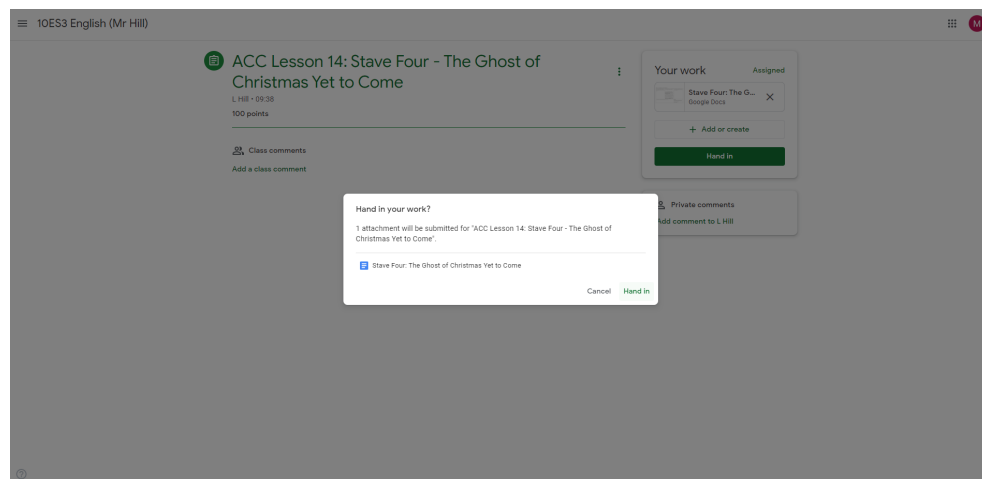 10ES3 English (Mr Hill)
M
ACC Lesson 14: Stave Four - The Ghost of
Christmas Yet to Come
L Hill • 09:38
100 points
Class comments
Add a class comment
Your work
Assigned
Stave Four: The G...
Google Docs
+ Add or create
Hand in
Private comments
Add comment to L Hill
Hand in your work?
1 attachment will be submitted for "ACC Lesson 14: Stave Four - The Ghost of
Christmas Yet to Come".
Stave Four: The Ghost of Christmas Yet to Come
Cancel
Hand in